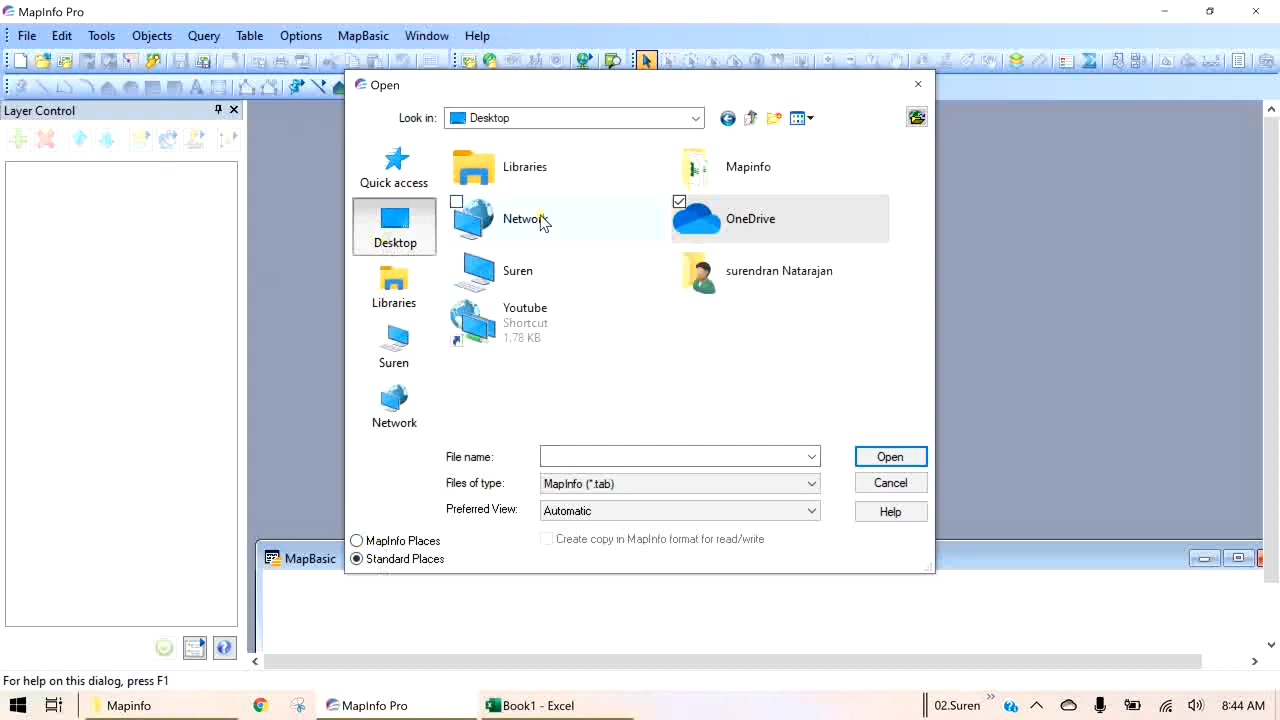 MapInfo Pro
File Edit Tools Objects Query Table Options MapBasic Window Help
Layer Control
Open
Look in: Desktop
Quick access
Desktop
Libraries
Suren
Network
Libraries
Mapinfo
Network
OneDrive
Suren
surendran Natarajan
Youtube
Shortcut
1.78 KB
File name:
Open
Files of type: MapInfo (*.tab)
Cancel
Preferred View: Automatic
Help
Create copy in MapInfo format for read/write
MapInfo Places
Standard Places
MapBasic
For help on this dialog, press F1
Mapinfo
MapInfo Pro
Book1 - Excel
02.Suren
8:44 AM